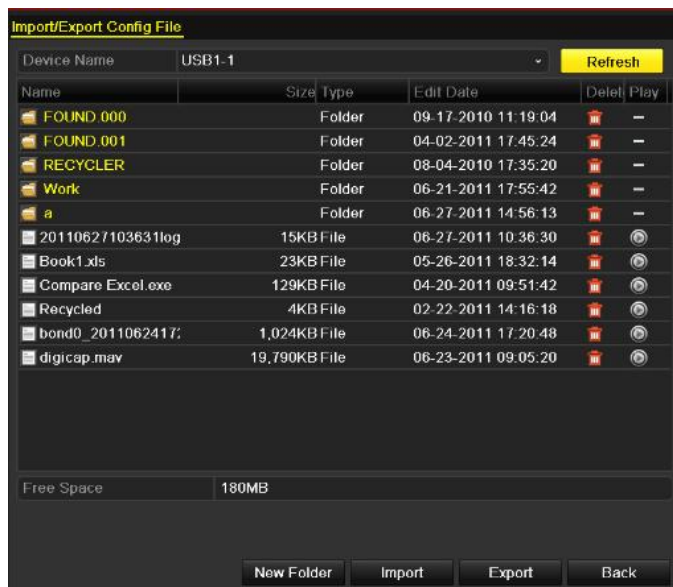 Import/Export Config File
Device Name USB1-1 Refresh
Name Size Type Edit Date Delet Play
FOUND.000 Folder 09-17-2010 11:19:04 –
FOUND.001 Folder 04-02-2011 17:45:24 –
RECYCLER Folder 08-04-2010 17:35:20 –
Work Folder 06-21-2011 17:55:42 –
a Folder 06-27-2011 14:56:13 –
20110627103631log 15KB File 06-27-2011 10:36:30
Book1.xls 23KB File 05-26-2011 18:32:14
Compare Excel.exe 129KB File 04-20-2011 09:51:42
Recycled 4KB File 02-22-2011 14:16:18
bond0_2011062417: 1,024KB File 06-24-2011 17:20:48
digicap.mav 19,790KB File 06-23-2011 09:05:20
Free Space 180MB
New Folder Import Export Back